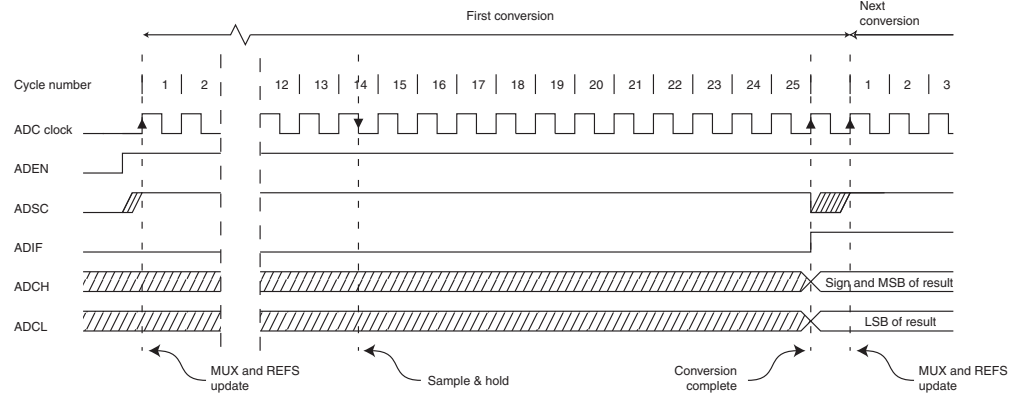 First conversion
Next
conversion
Cycle number 1 2 12 13 14 15 16 17 18 19 20 21 22 23 24 25 1 2 3
ADC clock
ADEN
ADSC
ADIF
ADCH Sign and MSB of result
ADCL LSB of result
MUX and REFS
update
Sample & hold
Conversion
complete
MUX and REFS
update